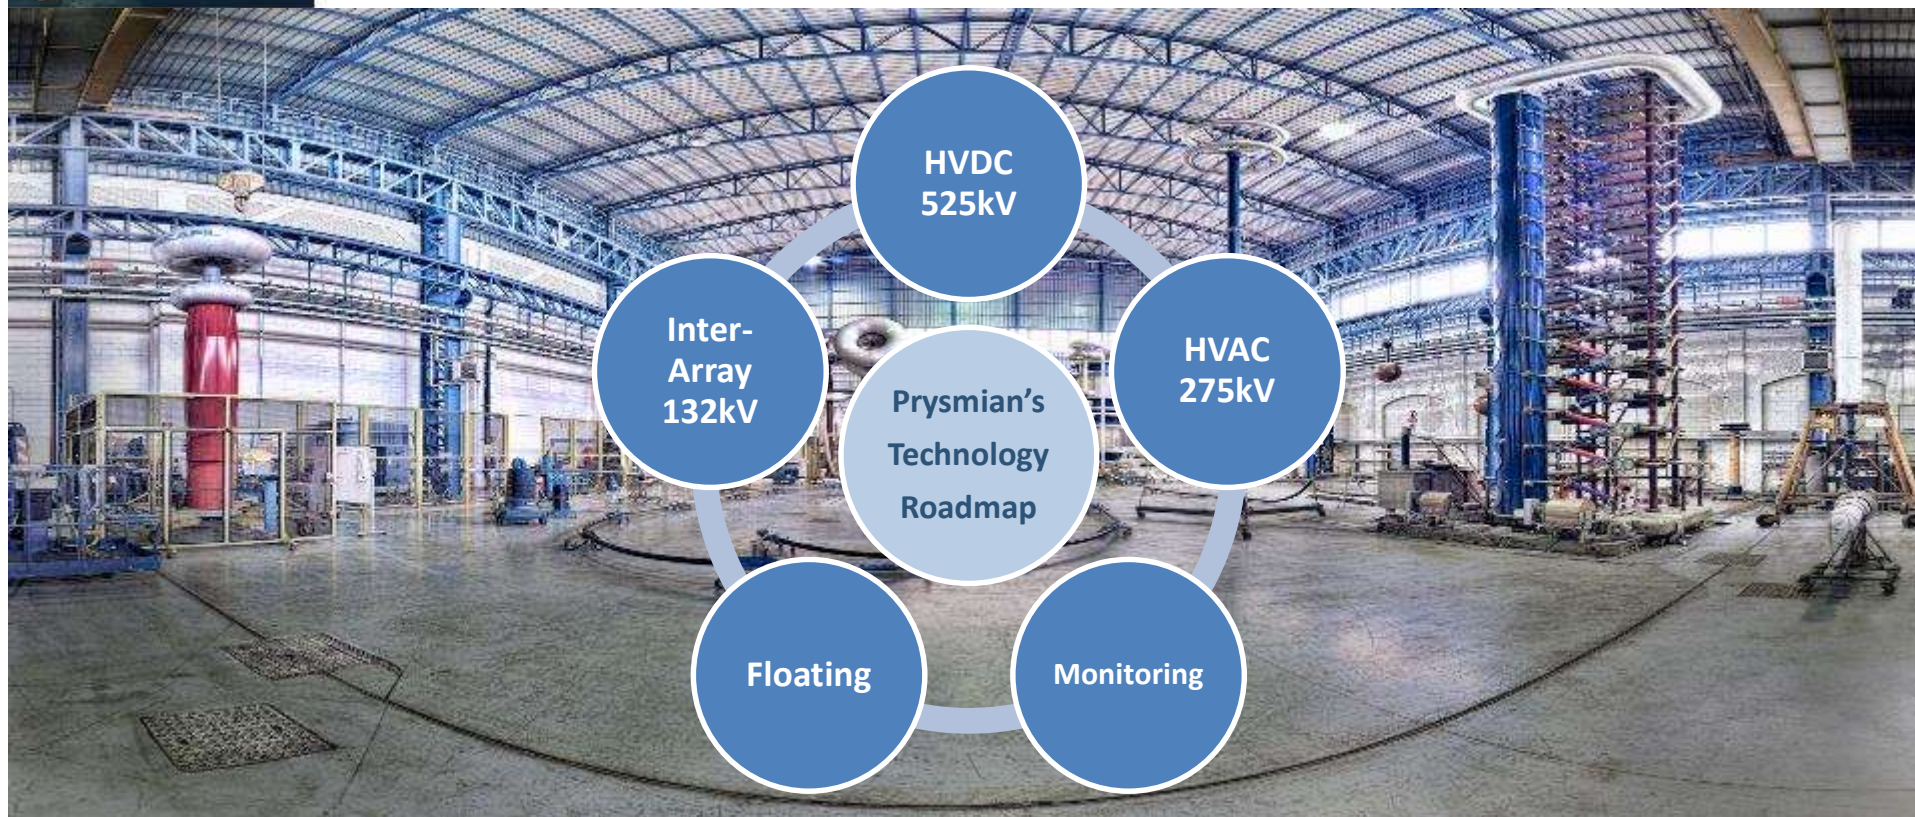 HVDC
525kV
Inter-
Array
132kV
HVAC
275kV
Prysmian’s
Technology
Roadmap
Floating
Monitoring